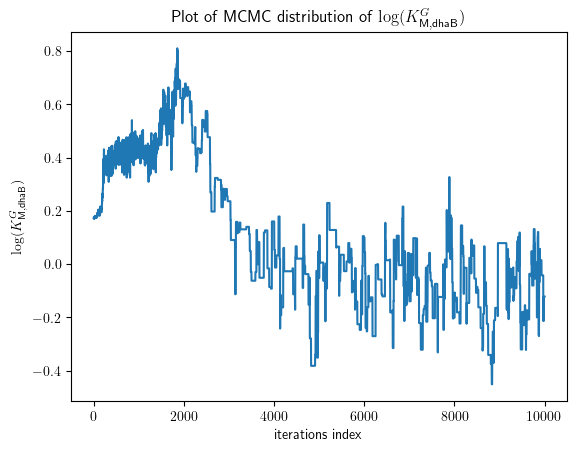 Plot of MCMC distribution of log(K^G_M,dhaB)
log(K^G_M,dhaB)
0.8
0.6
0.4
0.2
0.0
−0.2
−0.4
0 2000 4000 6000 8000 10000
iterations index